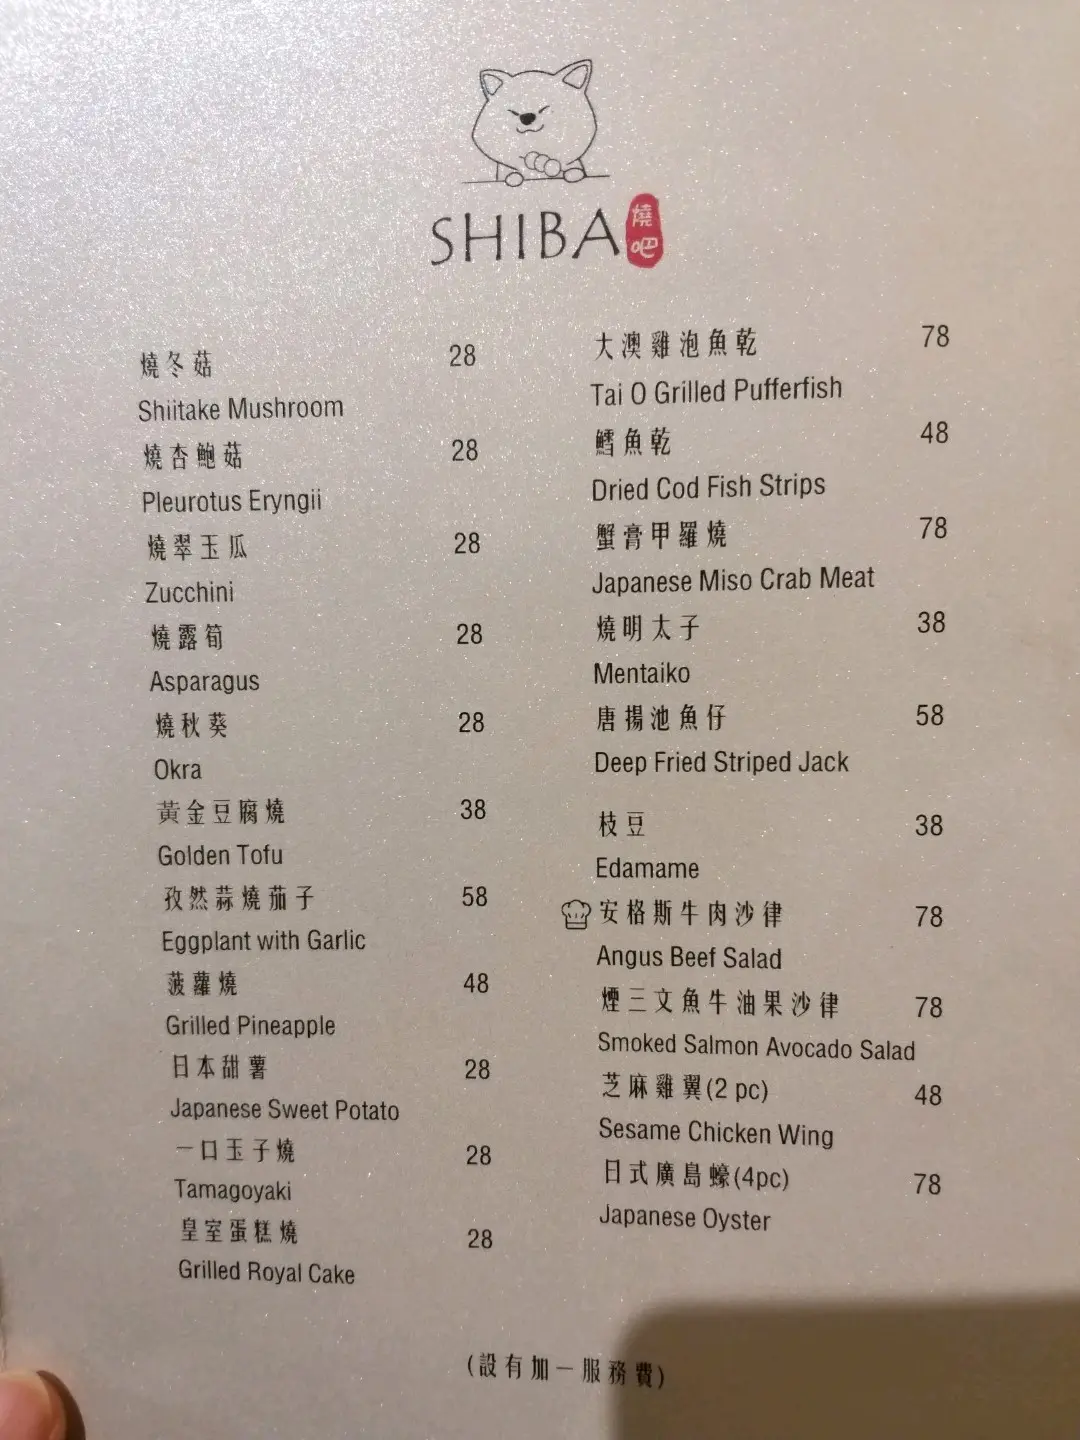 SHIBA 燒吧
燒冬菇 28
Shiitake Mushroom
燒杏鮑菇 28
Pleurotus Eryngii
燒翠玉瓜 28
Zucchini
燒露筍 28
Asparagus
燒秋葵 28
Okra
黃金豆腐燒 38
Golden Tofu
孜然蒜燒茄子 58
Eggplant with Garlic
菠蘿燒 48
Grilled Pineapple
日本甜薯 28
Japanese Sweet Potato
一口玉子燒 28
Tamagoyaki
皇室蛋糕燒 28
Grilled Royal Cake
大澳雞泡魚乾 78
Tai O Grilled Pufferfish
鱈魚乾 48
Dried Cod Fish Strips
蟹膏甲羅燒 78
Japanese Miso Crab Meat
燒明太子 38
Mentaiko
唐揚池魚仔 58
Deep Fried Striped Jack
枝豆 38
Edamame
安格斯牛肉沙律 78
Angus Beef Salad
煙三文魚牛油果沙律 78
Smoked Salmon Avocado Salad
芝麻雞翼(2 pc) 48
Sesame Chicken Wing
日式廣島蠔(4pc) 78
Japanese Oyster
(設有加一服務費)